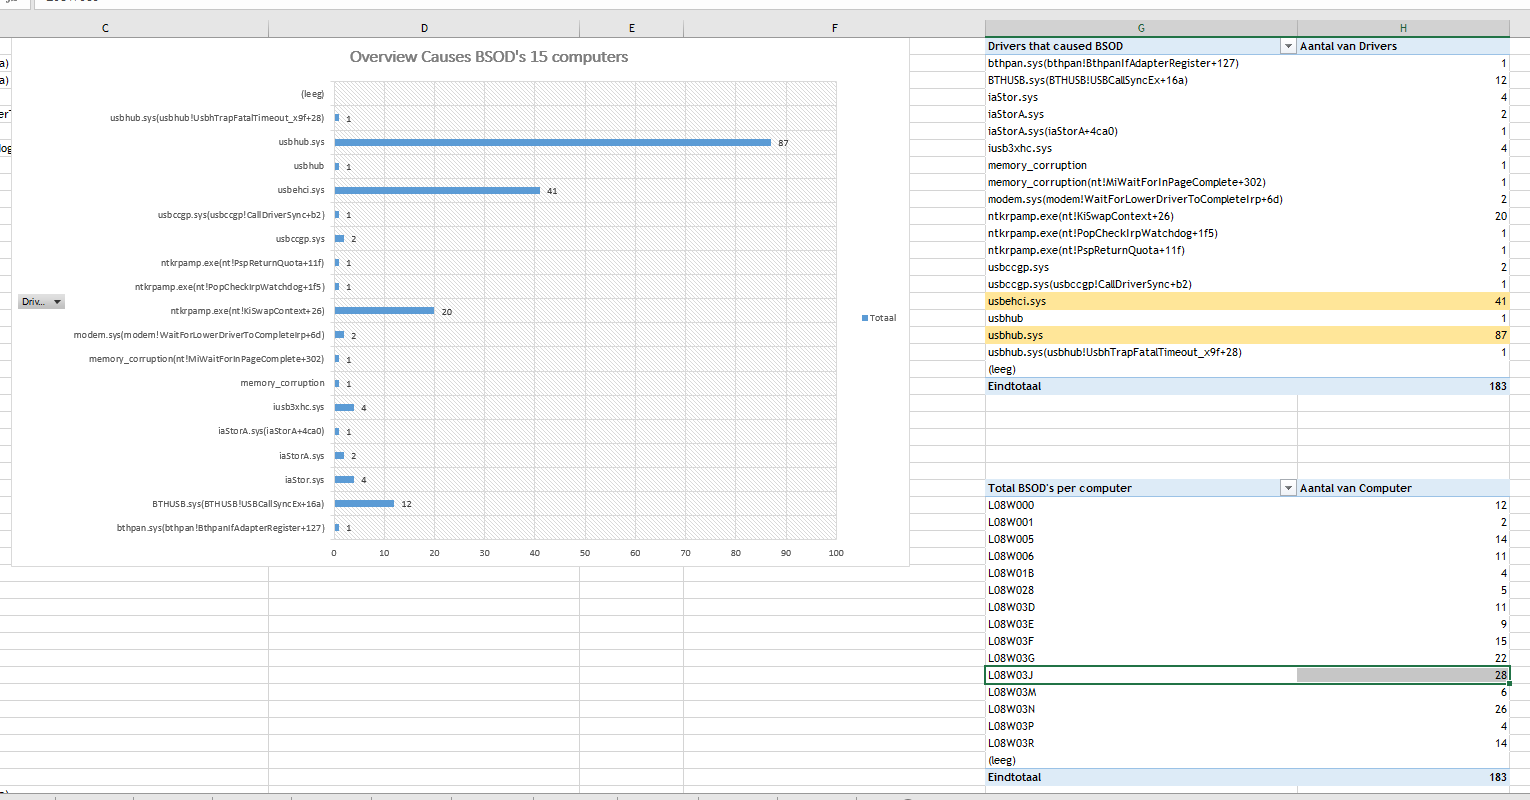 C D E F G H
Overview Causes BSOD's 15 computers
(leeg)
usbhub.sys(usbhub!UsbhTrapFatalTimeout_x9f+28) 1
usbhub.sys 87
usbhub 1
usbehci.sys 41
usbccgp.sys(usbccgp!CallDriverSync+b2) 1
usbccgp.sys 2
ntkrpamp.exe(nt!PspReturnQuota+11f) 1
ntkrpamp.exe(nt!PopCheckIrpWatchdog+1f5) 1
Driv...
ntkrpamp.exe(nt!KiSwapContext+26) 20
modem.sys(modem!WaitForLowerDriverToCompleteIrp+6d) 2
memory_corruption(nt!MiWaitForInPageComplete+302) 1
memory_corruption 1
iusb3xhc.sys 4
iaStorA.sys(iaStorA+4ca0) 1
iaStorA.sys 2
iaStor.sys 4
BTHUSB.sys(BTHUSB!USBCallSyncEx+16a) 12
bthpan.sys(bthpan!BthpanIfAdapterRegister+127) 1
0 10 20 30 40 50 60 70 80 90 100
Totaal
Drivers that caused BSOD Aantal van Drivers
bthpan.sys(bthpan!BthpanIfAdapterRegister+127) 1
BTHUSB.sys(BTHUSB!USBCallSyncEx+16a) 12
iaStor.sys 4
iaStorA.sys 2
iaStorA.sys(iaStorA+4ca0) 1
iusb3xhc.sys 4
memory_corruption 1
memory_corruption(nt!MiWaitForInPageComplete+302) 1
modem.sys(modem!WaitForLowerDriverToCompleteIrp+6d) 2
ntkrpamp.exe(nt!KiSwapContext+26) 20
ntkrpamp.exe(nt!PopCheckIrpWatchdog+1f5) 1
ntkrpamp.exe(nt!PspReturnQuota+11f) 1
usbccgp.sys 2
usbccgp.sys(usbccgp!CallDriverSync+b2) 1
usbehci.sys 41
usbhub 1
usbhub.sys 87
usbhub.sys(usbhub!UsbhTrapFatalTimeout_x9f+28) 1
(leeg)
Eindtotaal 183
Total BSOD's per computer Aantal van Computer
L08W000 12
L08W001 2
L08W005 14
L08W006 11
L08W01B 4
L08W028 5
L08W03D 11
L08W03E 9
L08W03F 15
L08W03G 22
L08W03J 28
L08W03M 6
L08W03N 26
L08W03P 4
L08W03R 14
(leeg)
Eindtotaal 183